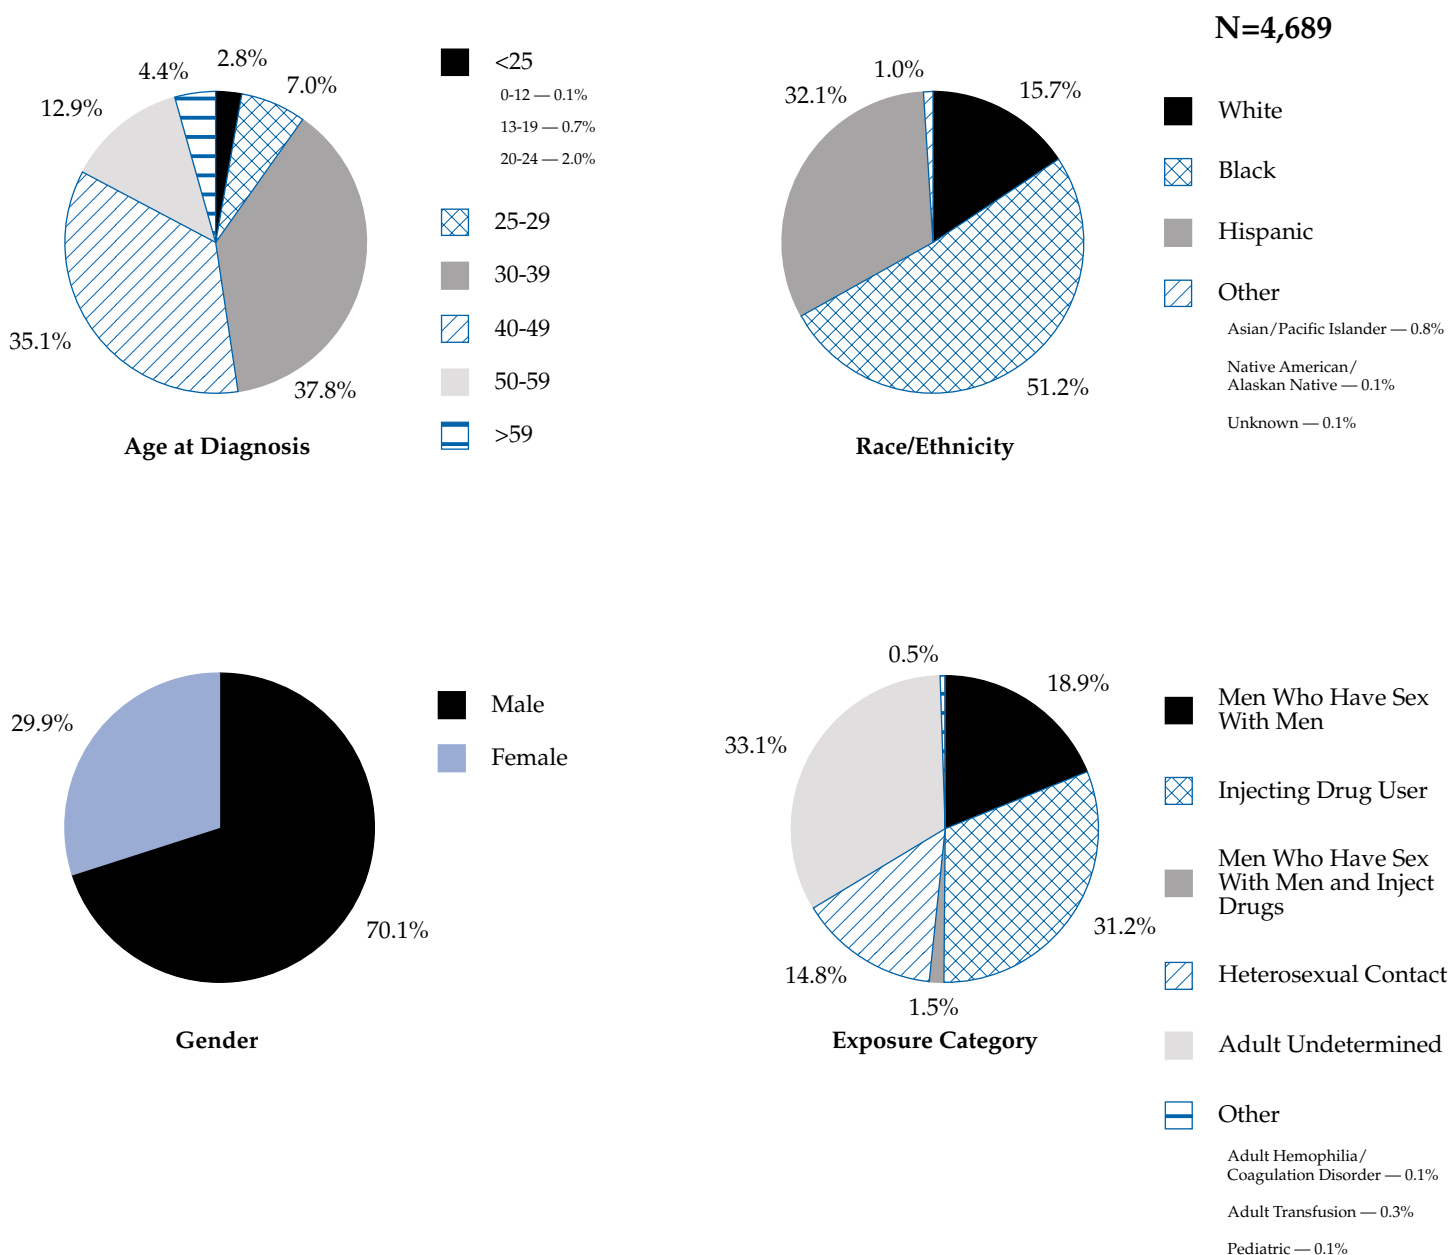 N=4,689
2.8%
4.4%
7.0%
12.9%
35.1%
37.8%
Age at Diagnosis
<25
0-12 — 0.1%
13-19 — 0.7%
20-24 — 2.0%
25-29
30-39
40-49
50-59
>59
1.0%
32.1%
15.7%
51.2%
Race/Ethnicity
White
Black
Hispanic
Other
Asian/Pacific Islander — 0.8%
Native American/
Alaskan Native — 0.1%
Unknown — 0.1%
29.9%
70.1%
Gender
Male
Female
0.5%
18.9%
33.1%
31.2%
14.8%
1.5%
Exposure Category
Men Who Have Sex
With Men
Injecting Drug User
Men Who Have Sex
With Men and Inject
Drugs
Heterosexual Contact
Adult Undetermined
Other
Adult Hemophilia/
Coagulation Disorder — 0.1%
Adult Transfusion — 0.3%
Pediatric — 0.1%